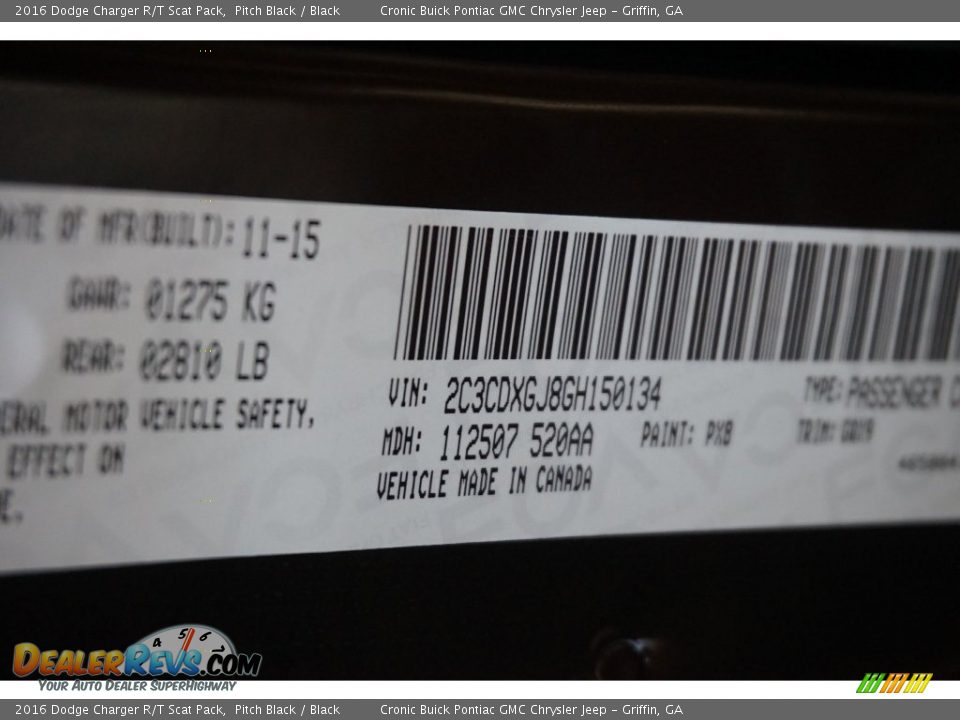 2016 Dodge Charger R/T Scat Pack, Pitch Black / Black Cronic Buick Pontiac GMC Chrysler Jeep – Griffin, GA
DATE OF MFR(BUILT): 11-15
GAWR: 01275 KG
REAR: 02810 LB
MOTOR VEHICLE SAFETY,
EFFECT ON
VIN: 2C3CDXGJ8GH150134 TYPE: PASSENGER
MDH: 112507 520AA PAINT: PX8 TRIM:
VEHICLE MADE IN CANADA
4 5 6
DEALERREVS.COM
YOUR AUTO DEALER SUPERHIGHWAY
2016 Dodge Charger R/T Scat Pack, Pitch Black / Black Cronic Buick Pontiac GMC Chrysler Jeep – Griffin, GA